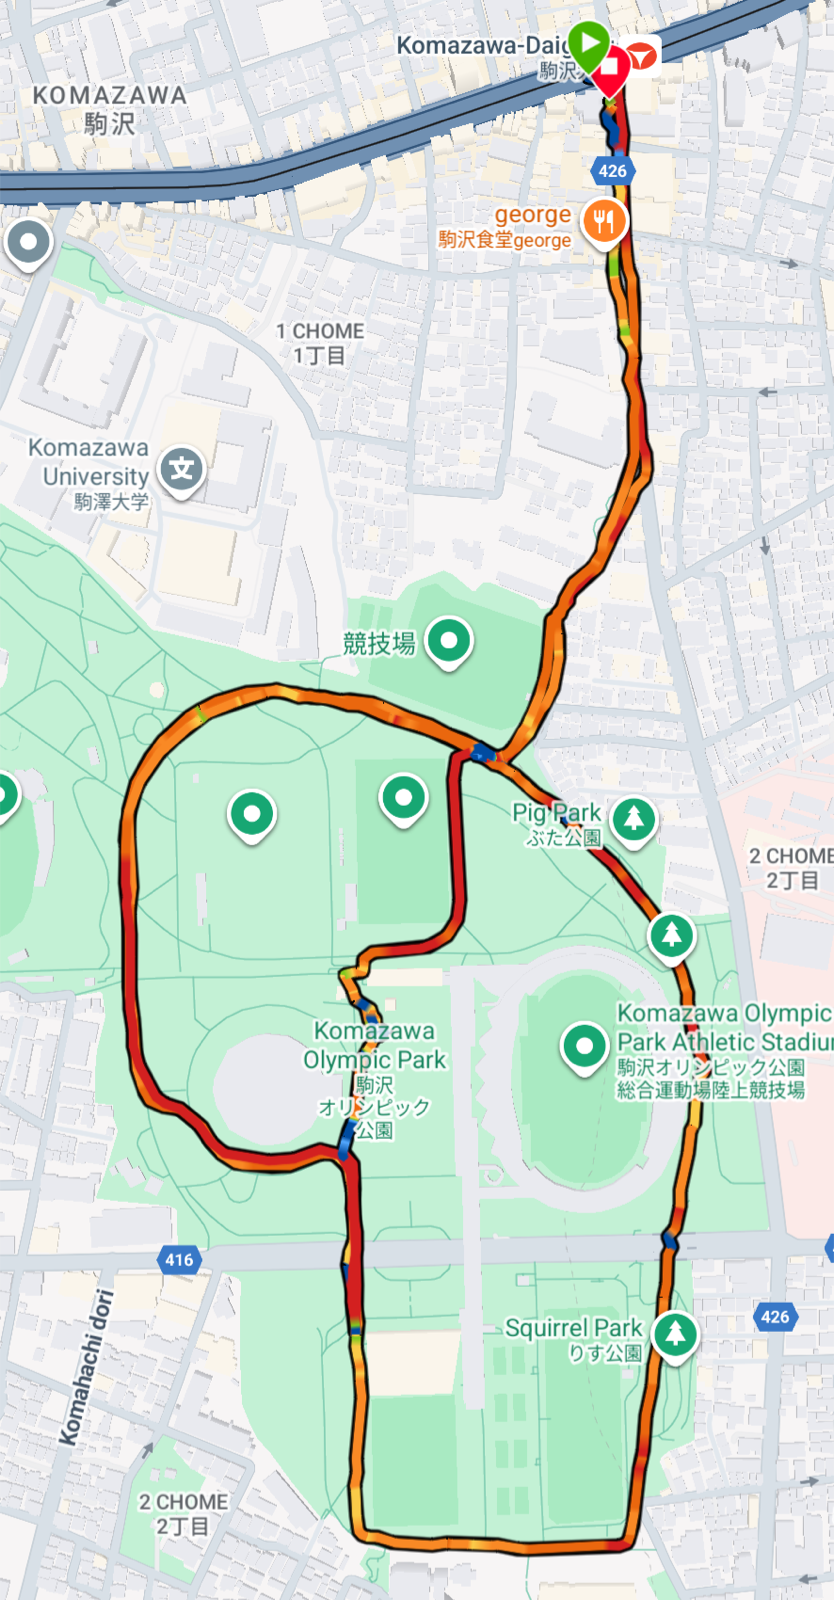 Komazawa-Daig
駒沢
KOMAZAWA
駒沢
426
george
駒沢食堂george
1 CHOME
1丁目
Komazawa
University
駒澤大学
文
競技場
Pig Park
ぶた公園
2 CHOME
2丁目
Komazawa
Olympic Park
駒沢
オリンピック
公園
Komazawa Olympic
Park Athletic Stadium
駒沢オリンピック公園
総合運動場陸上競技場
416
426
Squirrel Park
りす公園
Komahachi dori
2 CHOME
2丁目